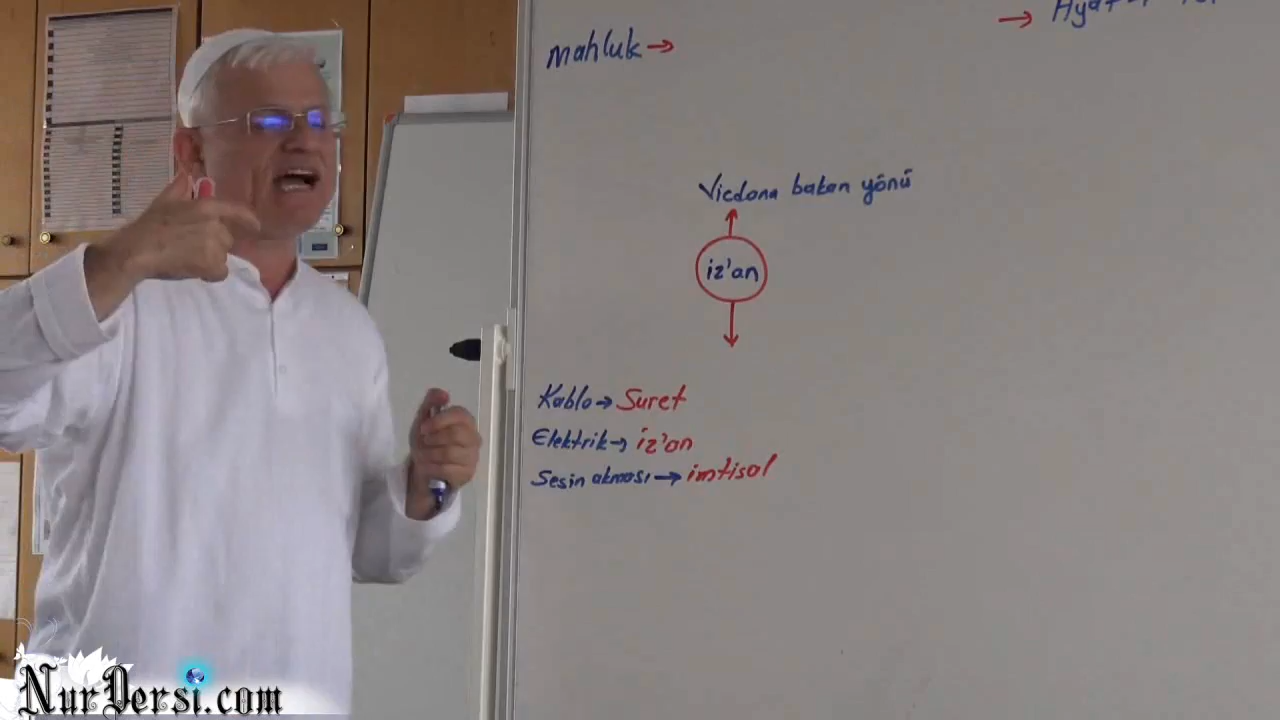 mahluk →
→
Vicdana bakan yönü
iz'an
Kablo → Suret
Elektrik → iz'an
Sesin akması → imtisal
NurDersi.com